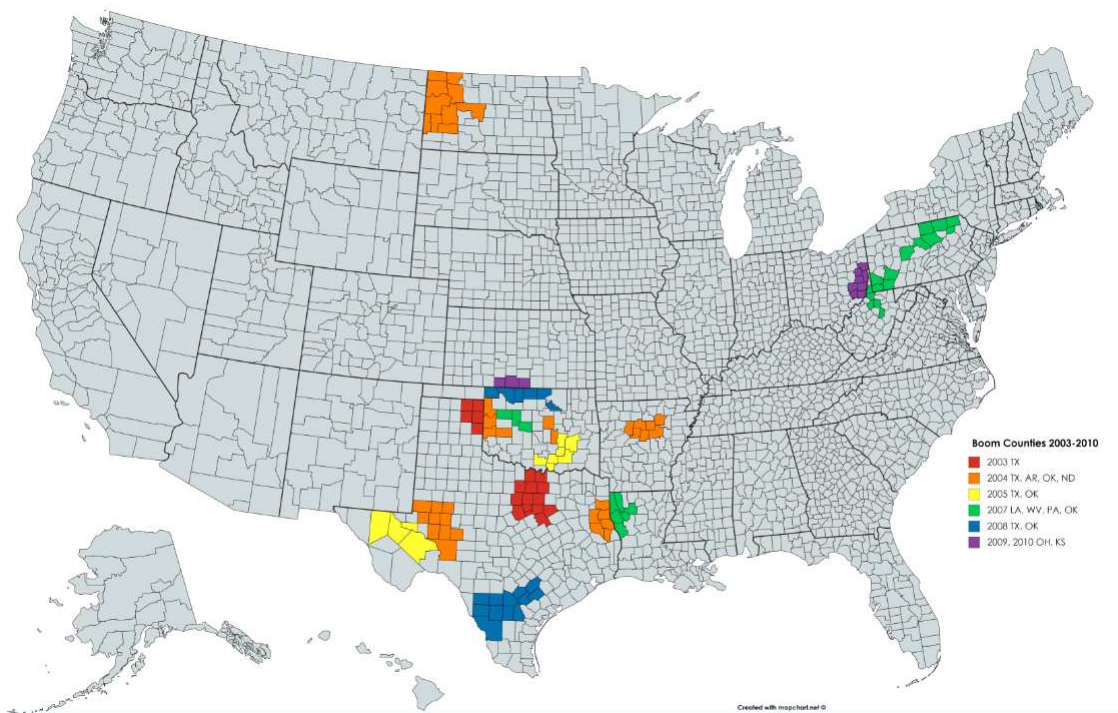 Boom Counties 2003-2010
2003 TX
2004 TX, AR, OK, ND
2005 TX, OK
2007 LA, WV, PA, OK
2008 TX, OK
2009, 2010 OH, KS
Created with mapchart.net ©